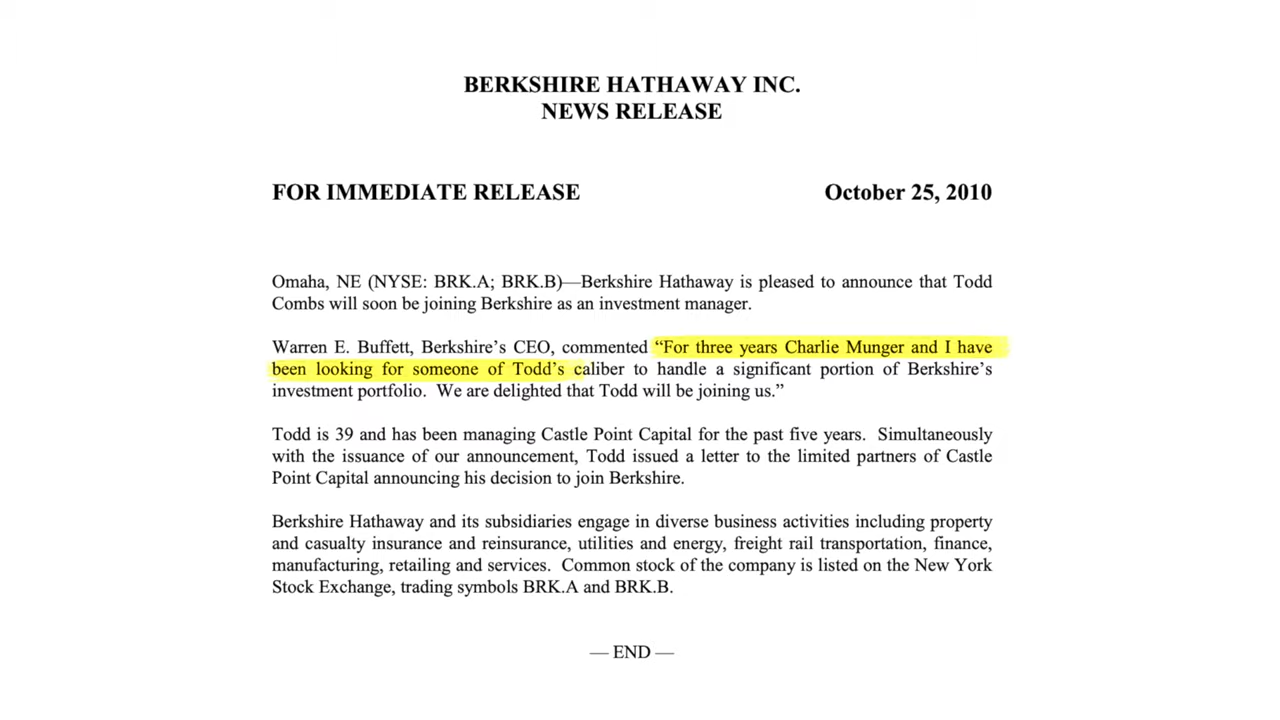 BERKSHIRE HATHAWAY INC.
NEWS RELEASE
FOR IMMEDIATE RELEASE October 25, 2010
Omaha, NE (NYSE: BRK.A; BRK.B)—Berkshire Hathaway is pleased to announce that Todd
Combs will soon be joining Berkshire as an investment manager.
Warren E. Buffett, Berkshire’s CEO, commented “For three years Charlie Munger and I have
been looking for someone of Todd’s caliber to handle a significant portion of Berkshire’s
investment portfolio. We are delighted that Todd will be joining us.”
Todd is 39 and has been managing Castle Point Capital for the past five years. Simultaneously
with the issuance of our announcement, Todd issued a letter to the limited partners of Castle
Point Capital announcing his decision to join Berkshire.
Berkshire Hathaway and its subsidiaries engage in diverse business activities including property
and casualty insurance and reinsurance, utilities and energy, freight rail transportation, finance,
manufacturing, retailing and services. Common stock of the company is listed on the New York
Stock Exchange, trading symbols BRK.A and BRK.B.
— END —